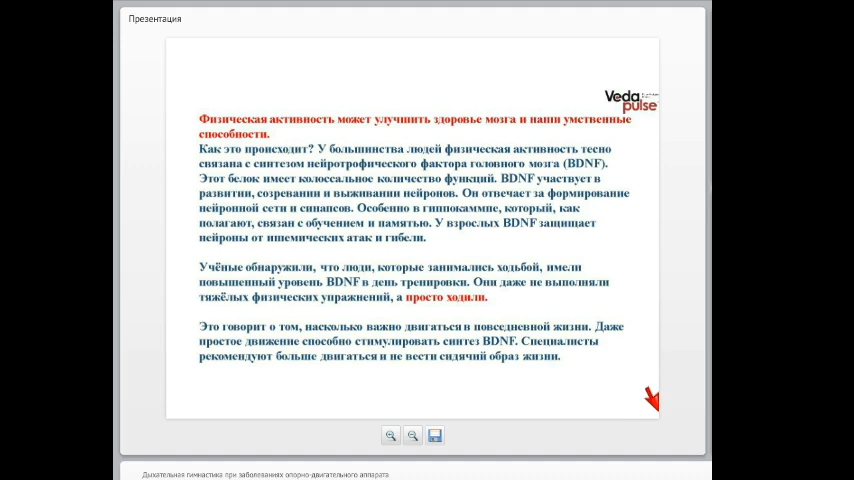 Презентация
Veda
pulse
Физическая активность может улучшить здоровье мозга и наши умственные
способности.
Как это происходит? У большинства людей физическая активность тесно
связана с синтезом нейротрофического фактора головного мозга (BDNF).
Этот белок имеет колоссальное количество функций. BDNF участвует в
развитии, созревании и выживании нейронов. Он отвечает за формирование
нейронной сети и синапсов. Особенно в гиппокампе, который, как
полагают, связан с обучением и памятью. У взрослых BDNF защищает
нейроны от ишемических атак и гибели.
Учёные обнаружили, что люди, которые занимались ходьбой, имели
повышенный уровень BDNF в день тренировки. Они даже не выполняли
тяжёлых физических упражнений, а просто ходили.
Это говорит о том, насколько важно двигаться в повседневной жизни. Даже
простое движение способно стимулировать синтез BDNF. Специалисты
рекомендуют больше двигаться и не вести сидячий образ жизни.
Дыхательная гимнастика при заболеваниях опорно-двигательного аппарата